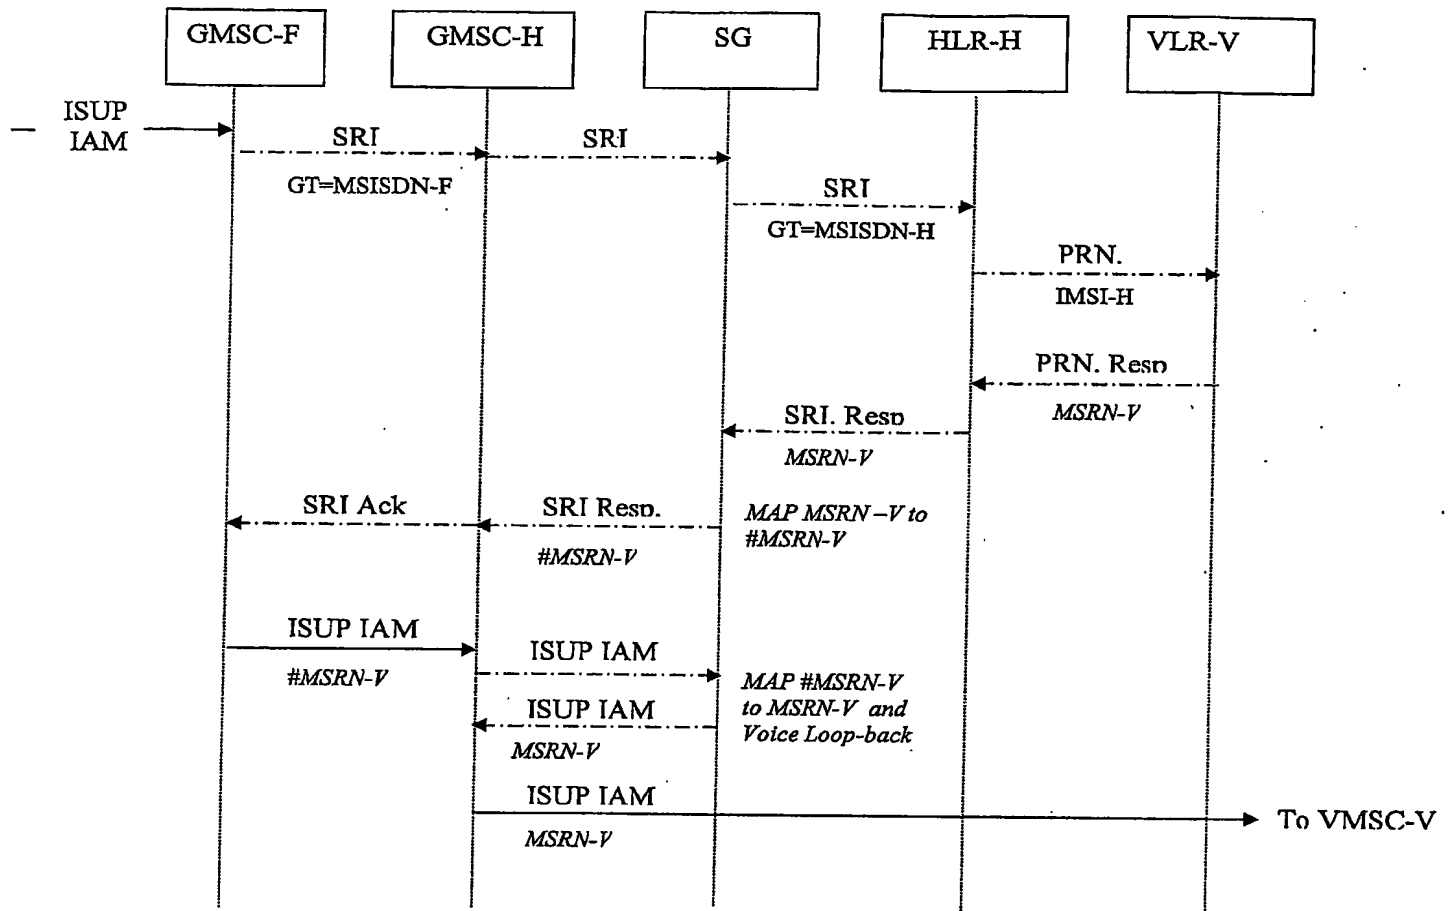 GMSC-F
GMSC-H
SG
HLR-H
VLR-V
ISUP
IAM
SRI
SRI
GT=MSISDN-F
SRI
GT=MSISDN-H
PRN.
IMSI-H
PRN. Resp
MSRN-V
SRI. Resp
MSRN-V
SRI Ack
SRI Resp.
MAP MSRN –V to
#MSRN-V
#MSRN-V
ISUP IAM
#MSRN-V
ISUP IAM
MAP #MSRN-V
to MSRN-V and
Voice Loop-back
ISUP IAM
MSRN-V
ISUP IAM
To VMSC-V
MSRN-V